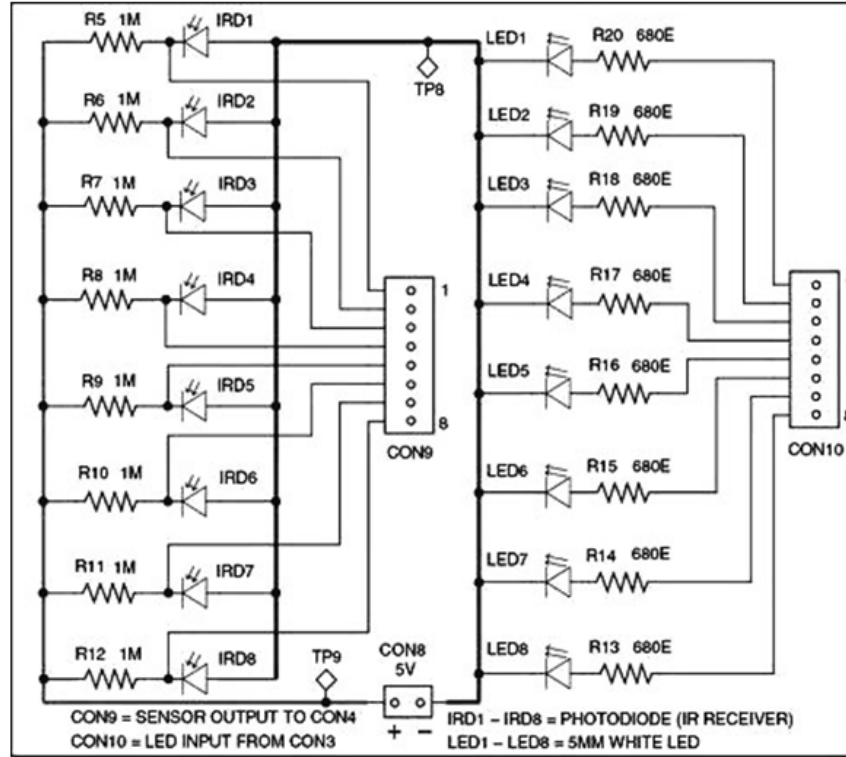 R5 1M IRD1
R6 1M IRD2
R7 1M IRD3
R8 1M IRD4
R9 1M IRD5
R10 1M IRD6
R11 1M IRD7
R12 1M IRD8
TP8
TP9
1
8
CON9
CON8
5V
+ −
LED1 R20 680E
LED2 R19 680E
LED3 R18 680E
LED4 R17 680E
LED5 R16 680E
LED6 R15 680E
LED7 R14 680E
LED8 R13 680E
CON10
CON9 = SENSOR OUTPUT TO CON4
CON10 = LED INPUT FROM CON3
IRD1 – IRD8 = PHOTODIODE (IR RECEIVER)
LED1 – LED8 = 5MM WHITE LED